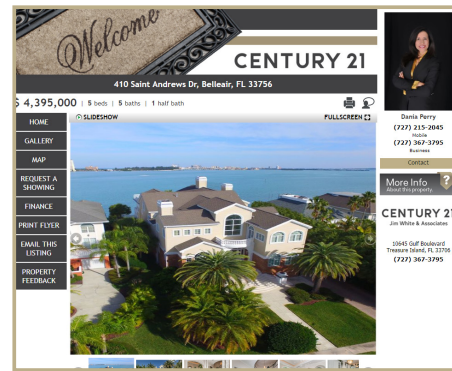 Welcome
CENTURY 21
410 Saint Andrews Dr, Belleair, FL 33756
$ 4,395,000 | 5 beds | 5 baths | 1 half bath
SLIDESHOW
FULLSCREEN
HOME
GALLERY
MAP
REQUEST A
SHOWING
FINANCE
PRINT FLYER
EMAIL THIS
LISTING
PROPERTY
FEEDBACK
Dania Perry
(727) 215-2045
Mobile
(727) 367-3795
Business
Contact
More Info
About this property.
?
CENTURY 21
Jim White & Associates
10645 Gulf Boulevard
Treasure Island, FL 33706
(727) 367-3795